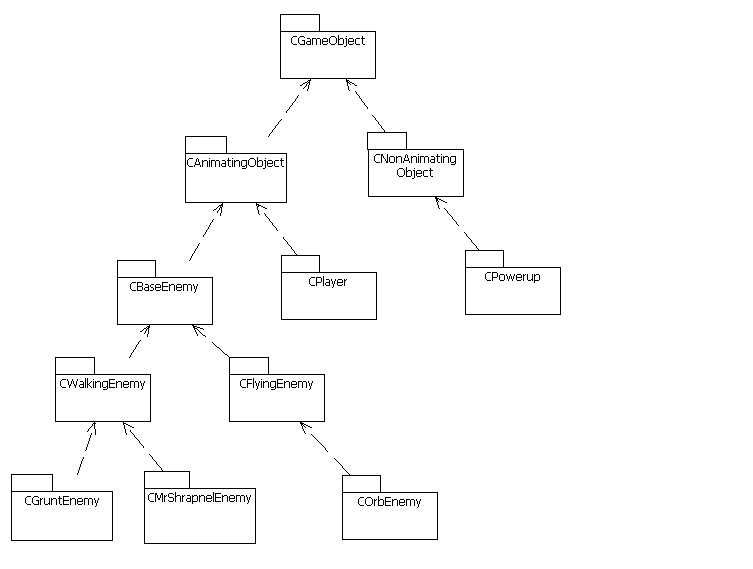 CGameObject
CAnimatingObject
CNonAnimating
Object
CBaseEnemy
CPlayer
CPowerup
CWalkingEnemy
CFlyingEnemy
CGruntEnemy
CMrShrapnelEnemy
COrbEnemy